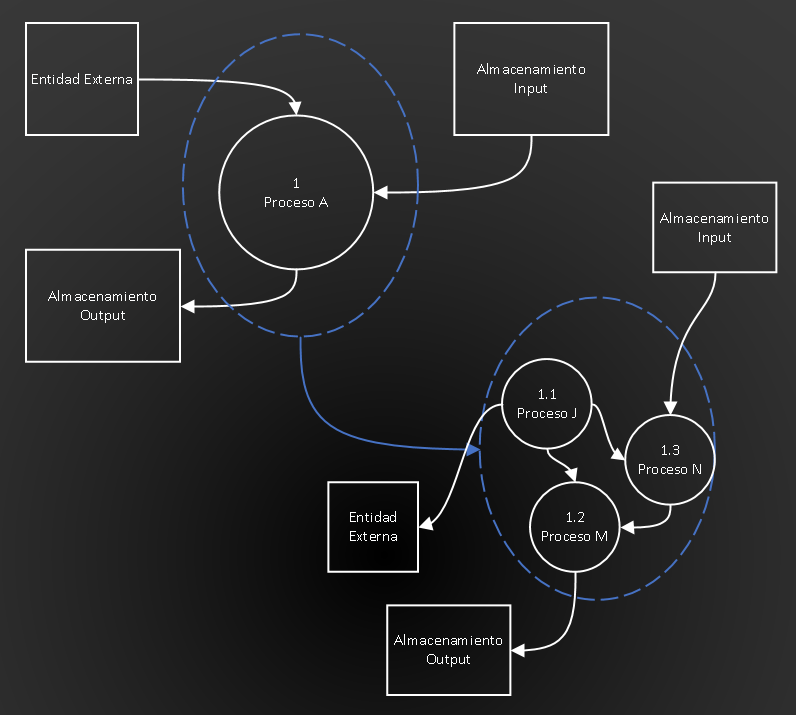 Entidad Externa
Almacenamiento
Input
1
Proceso A
Almacenamiento
Output
Almacenamiento
Input
1.1
Proceso J
1.3
Proceso N
1.2
Proceso M
Entidad
Externa
Almacenamiento
Output